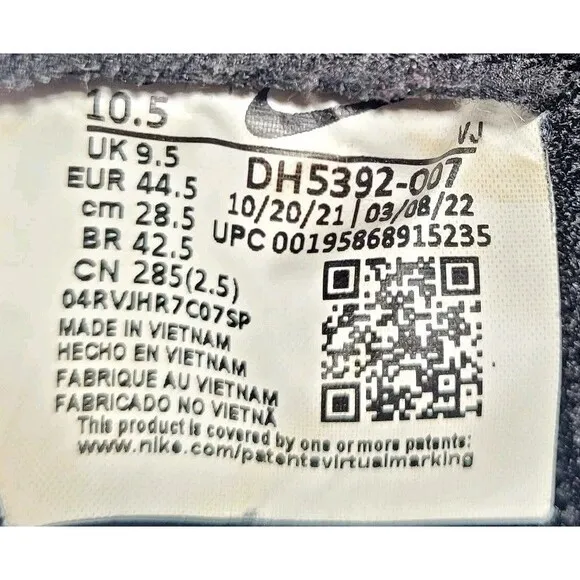 10.5
VJ
UK 9.5
EUR 44.5
cm 28.5
BR 42.5
CN 285(2.5)
DH5392-007
10/20/21 | 03/08/22
UPC 00195868915235
04RVJHR7C07SP
MADE IN VIETNAM
HECHO EN VIETNAM
FABRIQUE AU VIETNAM
FABRICADO NO VIETNÃ
This product is covered by one or more patents:
www.nike.com/patentsvirtualmarking